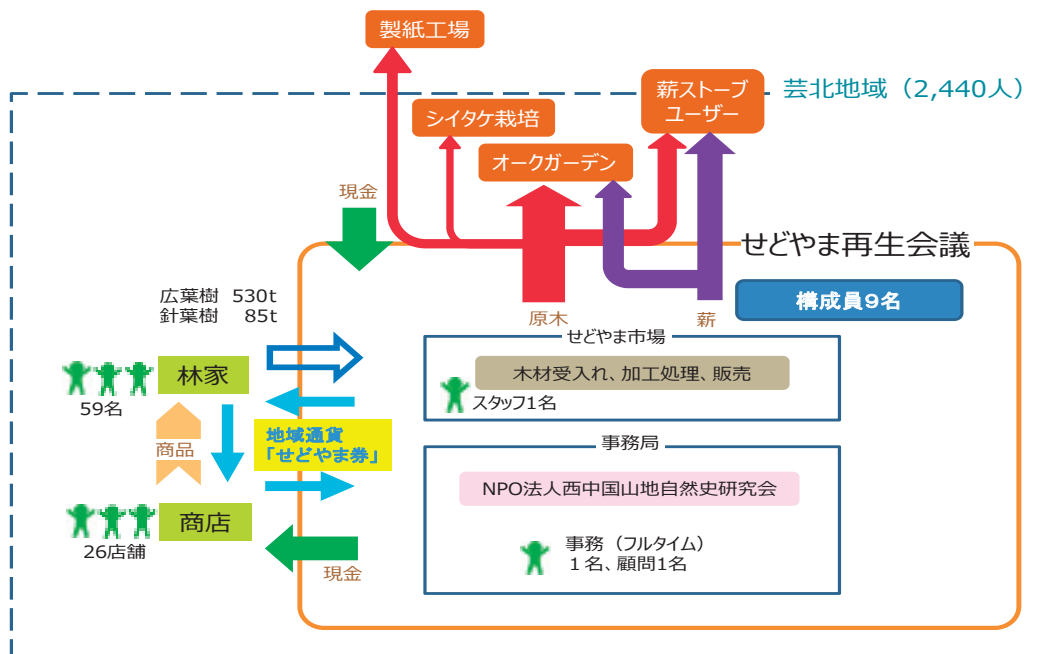 製紙工場
芸北地域（2,440人）
薪ストーブ
ユーザー
シイタケ栽培
オークガーデン
現金
せどやま再生会議
構成員9名
広葉樹 530t
針葉樹 85t
原木
薪
せどやま市場
木材受入れ、加工処理、販売
スタッフ1名
林家
59名
地域通貨
「せどやま券」
商品
事務局
NPO法人西中国山地自然史研究会
商店
26店舗
事務（フルタイム）
１名、顧問1名
現金